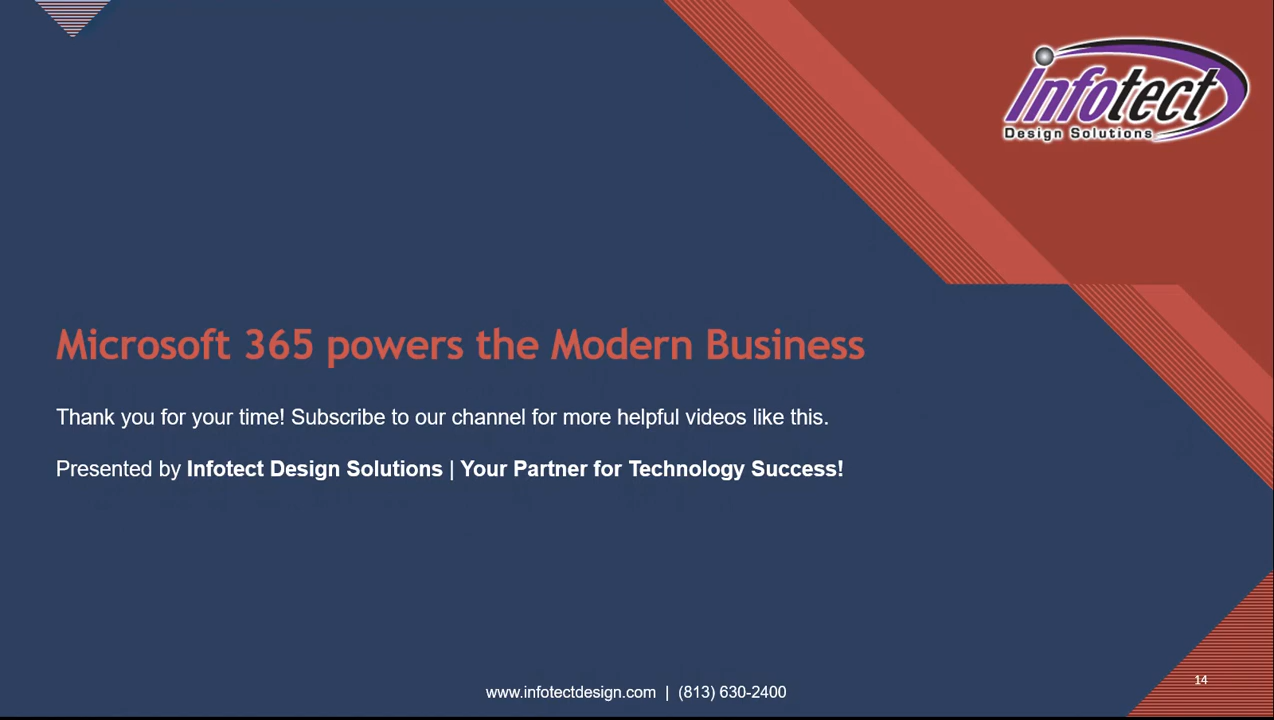 Infotect
Design Solutions
Microsoft 365 powers the Modern Business
Thank you for your time! Subscribe to our channel for more helpful videos like this.
Presented by Infotect Design Solutions | Your Partner for Technology Success!
www.infotectdesign.com | (813) 630-2400
14